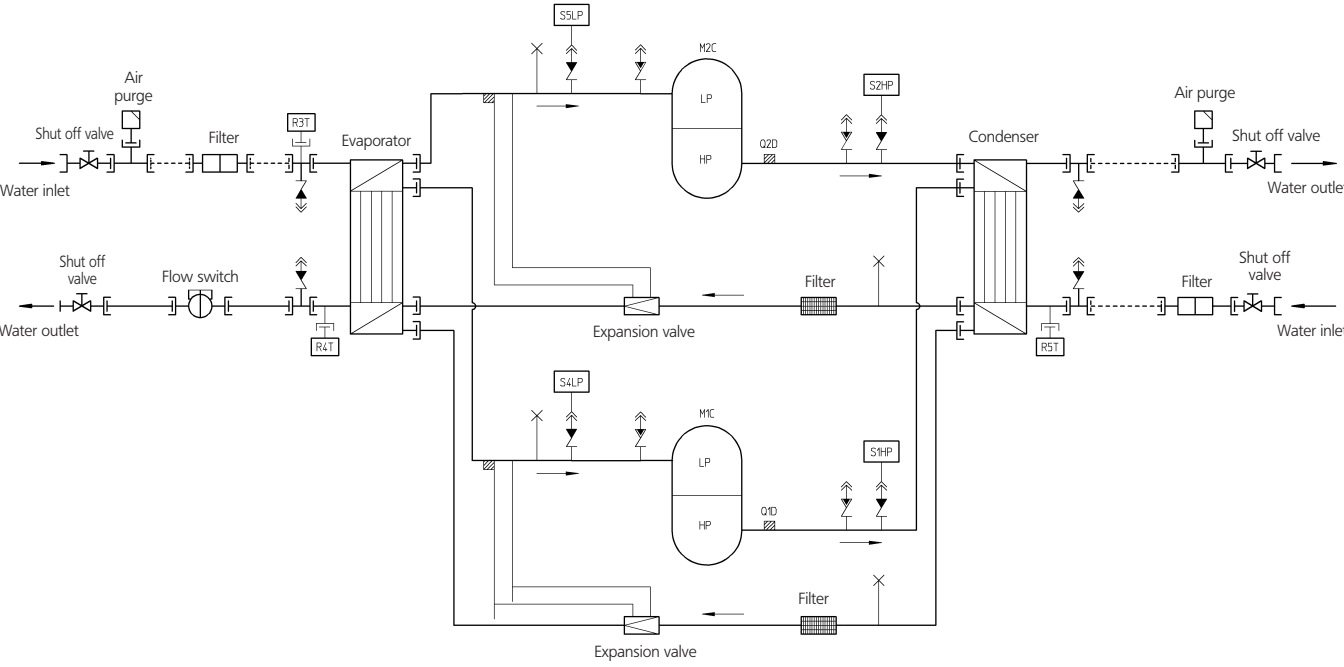 S5LP
M2C
Air
purge
S2HP
Air purge
LP
R3T
Shut off valve
Filter
Evaporator
Q2D
Condenser
Shut off valve
HP
Water inlet
Water outlet
Shut off
valve
Flow switch
Filter
Filter
Shut off
valve
Water outlet
Expansion valve
Water inlet
R4T
R5T
S4LP
M1C
S1HP
LP
Q1D
HP
Filter
Expansion valve